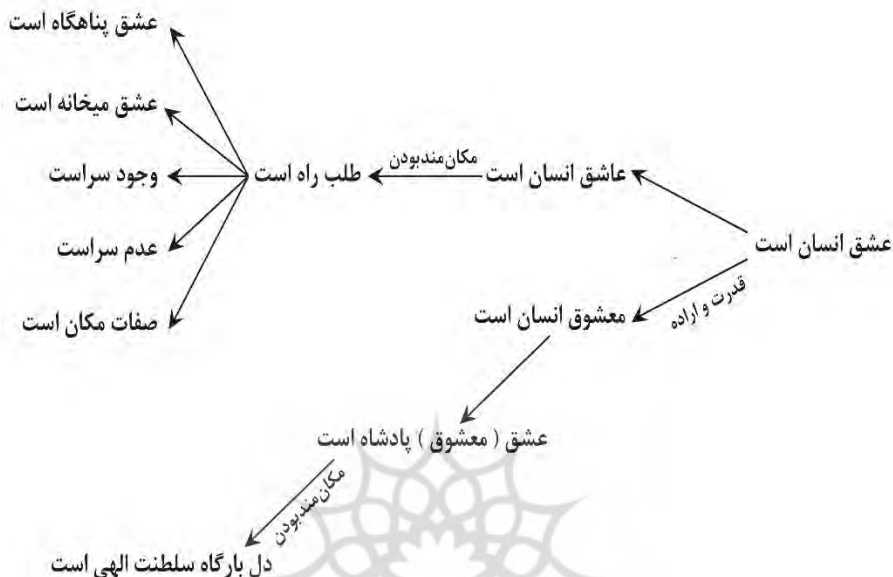 عشق پناهگاه است
عشق میخانه است
وجود سراست
عدم سراست
صفات مکان است
طلب راه است
مکان‌مندبودن
عاشق انسان است
عشق انسان است
قدرت و اراده
معشوق انسان است
عشق ( معشوق ) پادشاه است
مکان‌مندبودن
دل بارگاه سلطنت الهی است